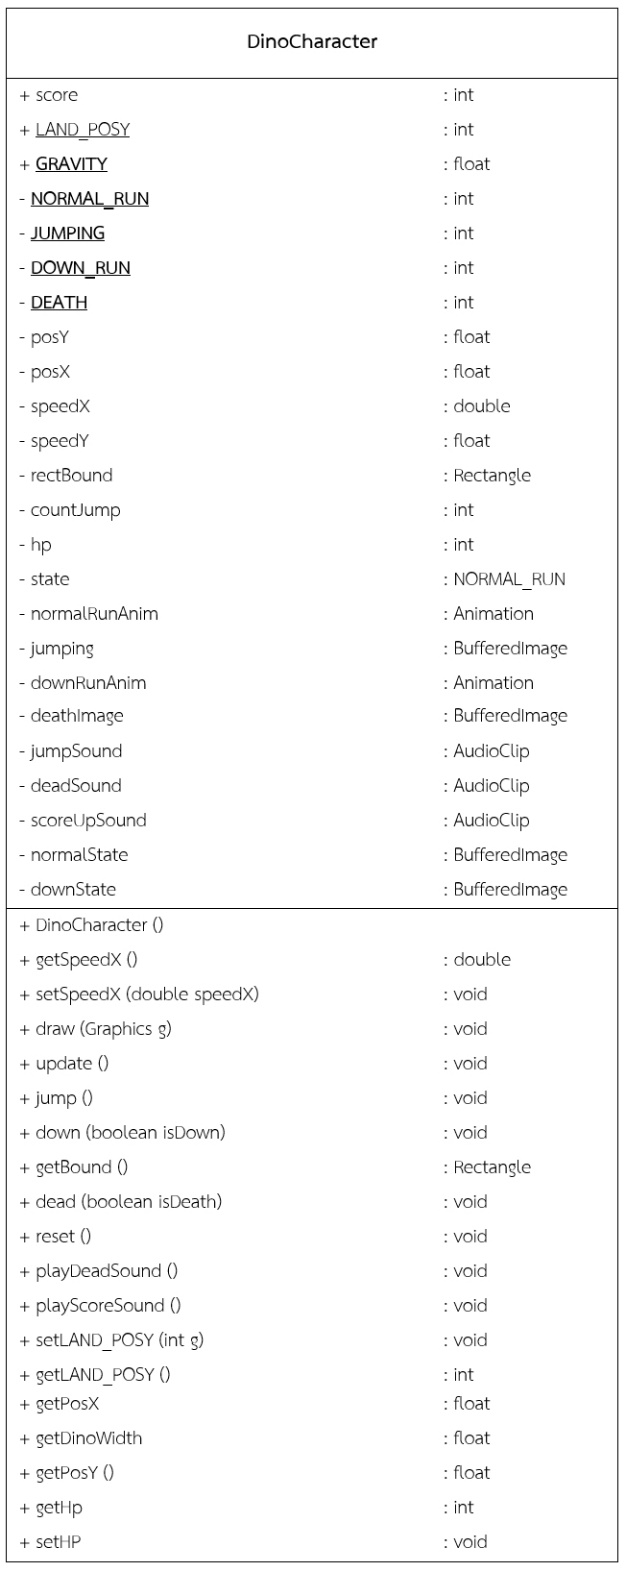 DinoCharacter
+ score : int
+ LAND_POSY : int
+ GRAVITY : float
- NORMAL_RUN : int
- JUMPING : int
- DOWN_RUN : int
- DEATH : int
- posY : float
- posX : float
- speedX : double
- speedY : float
- rectBound : Rectangle
- countJump : int
- hp : int
- state : NORMAL_RUN
- normalRunAnim : Animation
- jumping : BufferedImage
- downRunAnim : Animation
- deathImage : BufferedImage
- jumpSound : AudioClip
- deadSound : AudioClip
- scoreUpSound : AudioClip
- normalState : BufferedImage
- downState : BufferedImage
+ DinoCharacter ()
+ getSpeedX () : double
+ setSpeedX (double speedX) : void
+ draw (Graphics g) : void
+ update () : void
+ jump () : void
+ down (boolean isDown) : void
+ getBound () : Rectangle
+ dead (boolean isDeath) : void
+ reset () : void
+ playDeadSound () : void
+ playScoreSound () : void
+ setLAND_POSY (int g) : void
+ getLAND_POSY () : int
+ getPosX : float
+ getDinoWidth : float
+ getPosY () : float
+ getHp : int
+ setHP : void